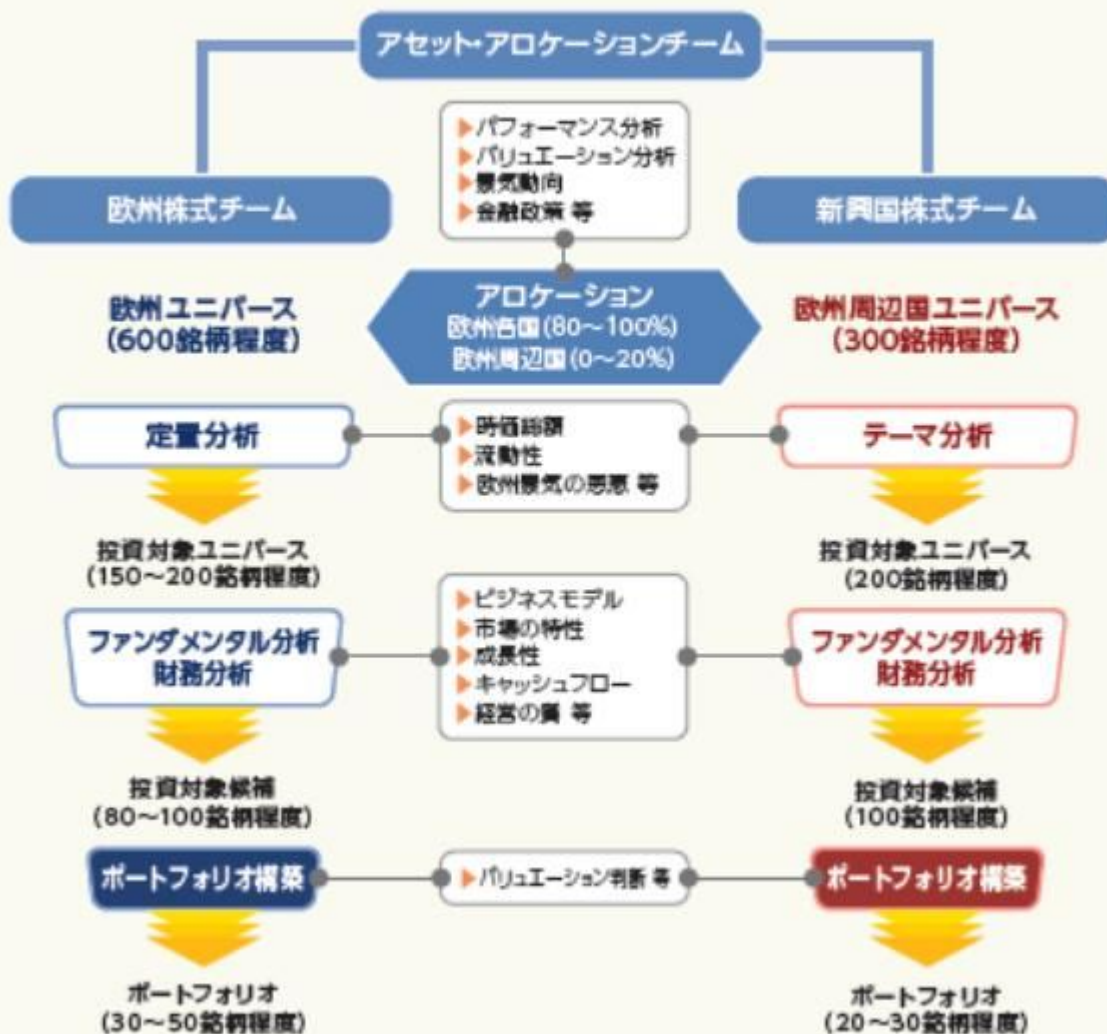 アセット・アロケーションチーム
▶パフォーマンス分析
▶バリュエーション分析
▶景気動向
▶金融政策 等
欧州株式チーム
新興国株式チーム
欧州ユニバース
(600銘柄程度)
アロケーション
欧州各国(80～100%)
欧州周辺国(0～20%)
欧州周辺国ユニバース
(300銘柄程度)
定量分析
▶時価総額
▶流動性
▶欧州景気の恩恵 等
テーマ分析
投資対象ユニバース
(150～200銘柄程度)
投資対象ユニバース
(200銘柄程度)
ファンダメンタル分析
財務分析
▶ビジネスモデル
▶市場の特性
▶成長性
▶キャッシュフロー
▶経営の質 等
ファンダメンタル分析
財務分析
投資対象候補
(80～100銘柄程度)
投資対象候補
(100銘柄程度)
ポートフォリオ構築
▶バリュエーション判断 等
ポートフォリオ構築
ポートフォリオ
(30～50銘柄程度)
ポートフォリオ
(20～30銘柄程度)